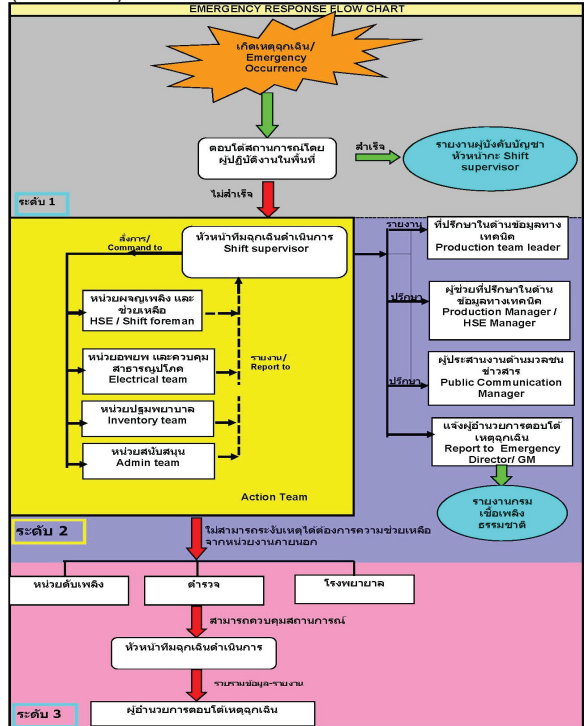 EMERGENCY RESPONSE FLOW CHART
เกิดเหตุฉุกเฉิน/
Emergency
Occurrence
ตอบโต้สถานการณ์โดย
ผู้ปฏิบัติงานในพื้นที่
สำเร็จ
รายงานผู้บังคับบัญชา
หัวหน้ากะ Shift
supervisor
ไม่สำเร็จ
ระดับ 1
สั่งการ/
Command to
หัวหน้าทีมฉุกเฉินดำเนินการ
Shift supervisor
รายงาน
ที่ปรึกษาในด้านข้อมูลทาง
เทคนิค
Production team leader
หน่วยผจญเพลิง และ
ช่วยเหลือ
HSE / Shift foreman
ปรึกษา
ผู้ช่วยที่ปรึกษาในด้าน
ข้อมูลทางเทคนิค
Production Manager /
HSE Manager
หน่วยอพยพ และควบคุม
สาธารณูปโภค
Electrical team
รายงาน/
Report to
ปรึกษา
ผู้ประสานงานด้านมวลชน
ข่าวสาร
Public Communication
Manager
หน่วยปฐมพยาบาล
Inventory team
หน่วยสนับสนุน
Admin team
แจ้งผู้อำนวยการตอบโต้
เหตุฉุกเฉิน
Report to Emergency
Director/ GM
Action Team
รายงานกรม
เชื้อเพลิง
ธรรมชาติ
ระดับ 2
ไม่สามารถระงับเหตุได้ต้องการความช่วยเหลือ
จากหน่วยงานภายนอก
หน่วยดับเพลิง
ตำรวจ
โรงพยาบาล
สามารถควบคุมสถานการณ์
หัวหน้าทีมฉุกเฉินดำเนินการ
รวบรวมข้อมูล-รายงาน
ผู้อำนวยการตอบโต้เหตุฉุกเฉิน
ระดับ 3